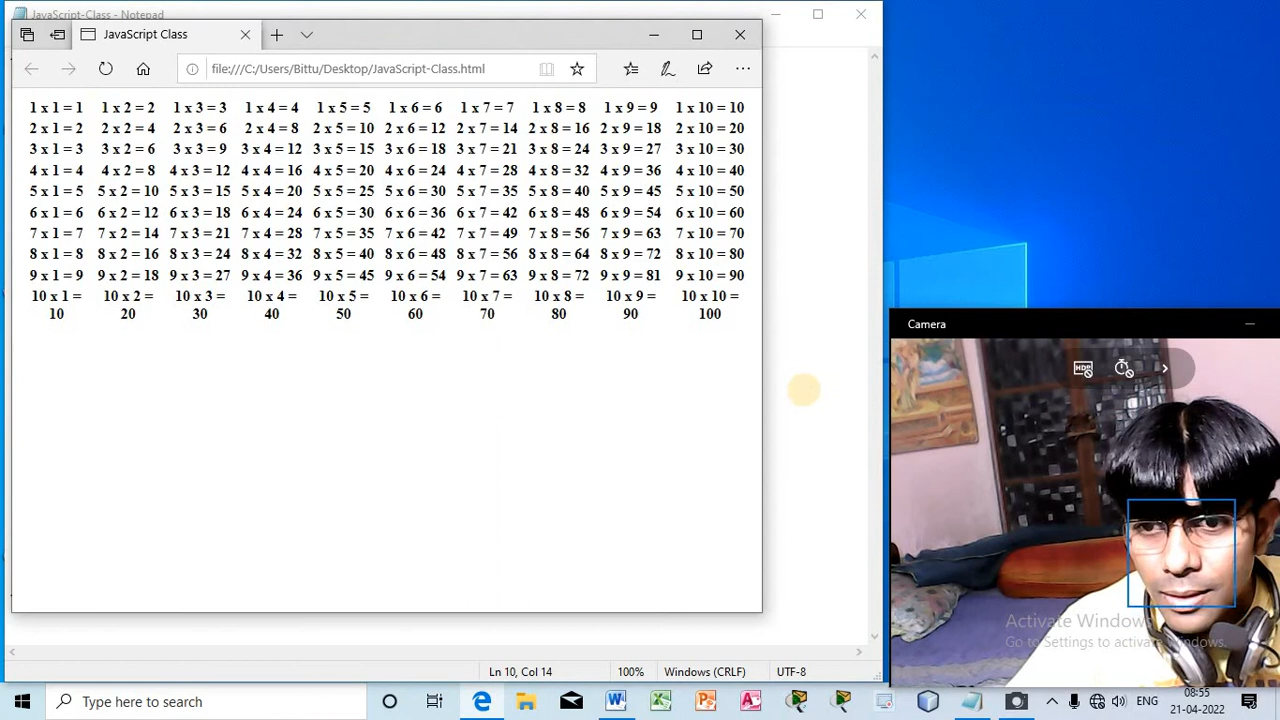 JavaScript-Class - Notepad
JavaScript Class
file:///C:/Users/Bittu/Desktop/JavaScript-Class.html
1 x 1 = 1 1 x 2 = 2 1 x 3 = 3 1 x 4 = 4 1 x 5 = 5 1 x 6 = 6 1 x 7 = 7 1 x 8 = 8 1 x 9 = 9 1 x 10 = 10
2 x 1 = 2 2 x 2 = 4 2 x 3 = 6 2 x 4 = 8 2 x 5 = 10 2 x 6 = 12 2 x 7 = 14 2 x 8 = 16 2 x 9 = 18 2 x 10 = 20
3 x 1 = 3 3 x 2 = 6 3 x 3 = 9 3 x 4 = 12 3 x 5 = 15 3 x 6 = 18 3 x 7 = 21 3 x 8 = 24 3 x 9 = 27 3 x 10 = 30
4 x 1 = 4 4 x 2 = 8 4 x 3 = 12 4 x 4 = 16 4 x 5 = 20 4 x 6 = 24 4 x 7 = 28 4 x 8 = 32 4 x 9 = 36 4 x 10 = 40
5 x 1 = 5 5 x 2 = 10 5 x 3 = 15 5 x 4 = 20 5 x 5 = 25 5 x 6 = 30 5 x 7 = 35 5 x 8 = 40 5 x 9 = 45 5 x 10 = 50
6 x 1 = 6 6 x 2 = 12 6 x 3 = 18 6 x 4 = 24 6 x 5 = 30 6 x 6 = 36 6 x 7 = 42 6 x 8 = 48 6 x 9 = 54 6 x 10 = 60
7 x 1 = 7 7 x 2 = 14 7 x 3 = 21 7 x 4 = 28 7 x 5 = 35 7 x 6 = 42 7 x 7 = 49 7 x 8 = 56 7 x 9 = 63 7 x 10 = 70
8 x 1 = 8 8 x 2 = 16 8 x 3 = 24 8 x 4 = 32 8 x 5 = 40 8 x 6 = 48 8 x 7 = 56 8 x 8 = 64 8 x 9 = 72 8 x 10 = 80
9 x 1 = 9 9 x 2 = 18 9 x 3 = 27 9 x 4 = 36 9 x 5 = 45 9 x 6 = 54 9 x 7 = 63 9 x 8 = 72 9 x 9 = 81 9 x 10 = 90
10 x 1 = 10 x 2 = 10 x 3 = 10 x 4 = 10 x 5 = 10 x 6 = 10 x 7 = 10 x 8 = 10 x 9 = 10 x 10 =
10 20 30 40 50 60 70 80 90 100
Camera
HDR
Activate Windows
Go to Settings to activate Windows.
Ln 10, Col 14 100% Windows (CRLF) UTF-8
Type here to search
ENG
08:55
21-04-2022